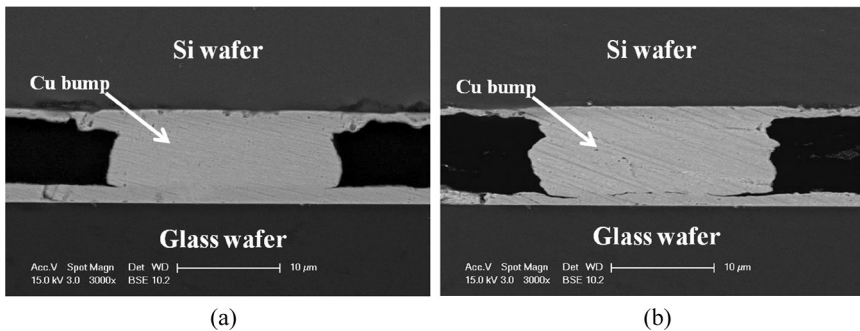 Si wafer
Cu bump
Glass wafer
Acc.V Spot Magn Det WD 10 μm
15.0 kV 3.0 3000x BSE 10.2
(a)
Si wafer
Cu bump
Glass wafer
Acc.V Spot Magn Det WD 10 μm
15.0 kV 3.0 3000x BSE 10.2
(b)